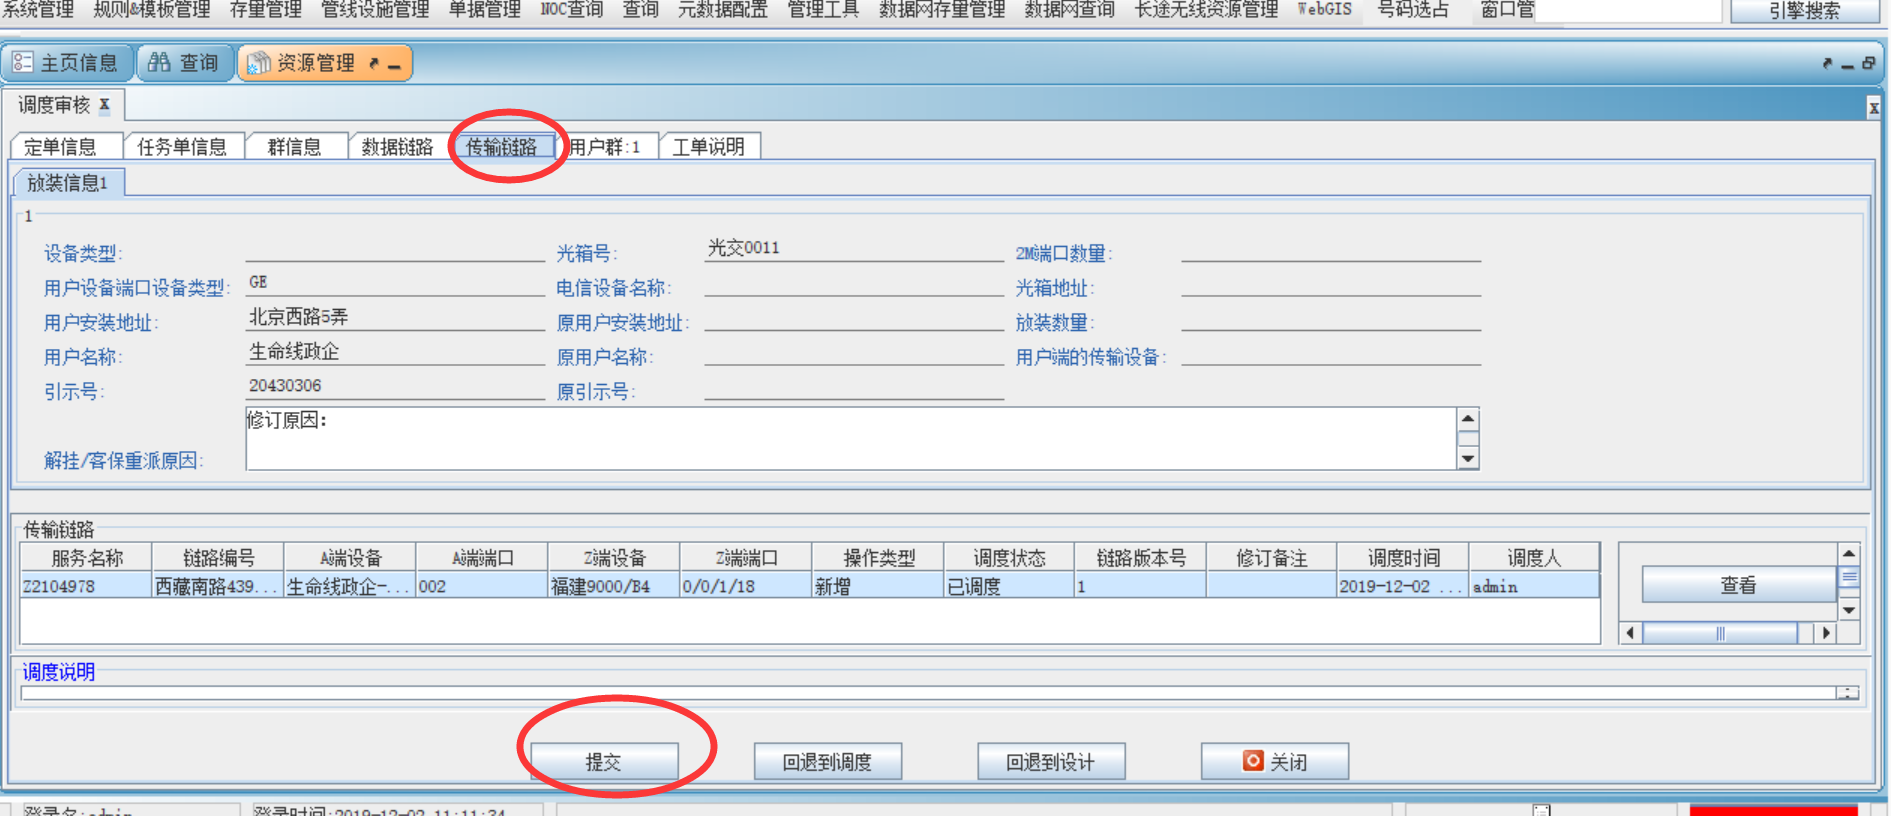 系统管理 规则&模板管理 存量管理 管线设施管理 单据管理 NOC查询 查询 元数据配置 管理工具 数据网存量管理 数据网查询 长途无线资源管理 WebGIS 号码选占 窗口管 引擎搜索
主页信息 查询 资源管理
调度审核 X
定单信息 任务单信息 群信息 数据链路 传输链路 用户群:1 工单说明
放装信息1
1
设备类型: 光箱号: 光交0011 2M端口数量:
用户设备端口设备类型: GE 电信设备名称: 光箱地址:
用户安装地址: 北京西路5弄 原用户安装地址: 放装数量:
用户名称: 生命线政企 原用户名称: 用户端的传输设备:
引示号: 20430306 原引示号:
修订原因:
解挂/客保重派原因:
传输链路
服务名称 链路编号 A端设备 A端端口 Z端设备 Z端端口 操作类型 调度状态 链路版本号 修订备注 调度时间 调度人
Z2104978 西藏南路439... 生命线政企-... 002 福建9000/B4 0/0/1/18 新增 已调度 1 2019-12-02 ... admin
查看
调度说明
提交 回退到调度 回退到设计 关闭
登录名:admin 登录时间:2019-12-02 11:11:34